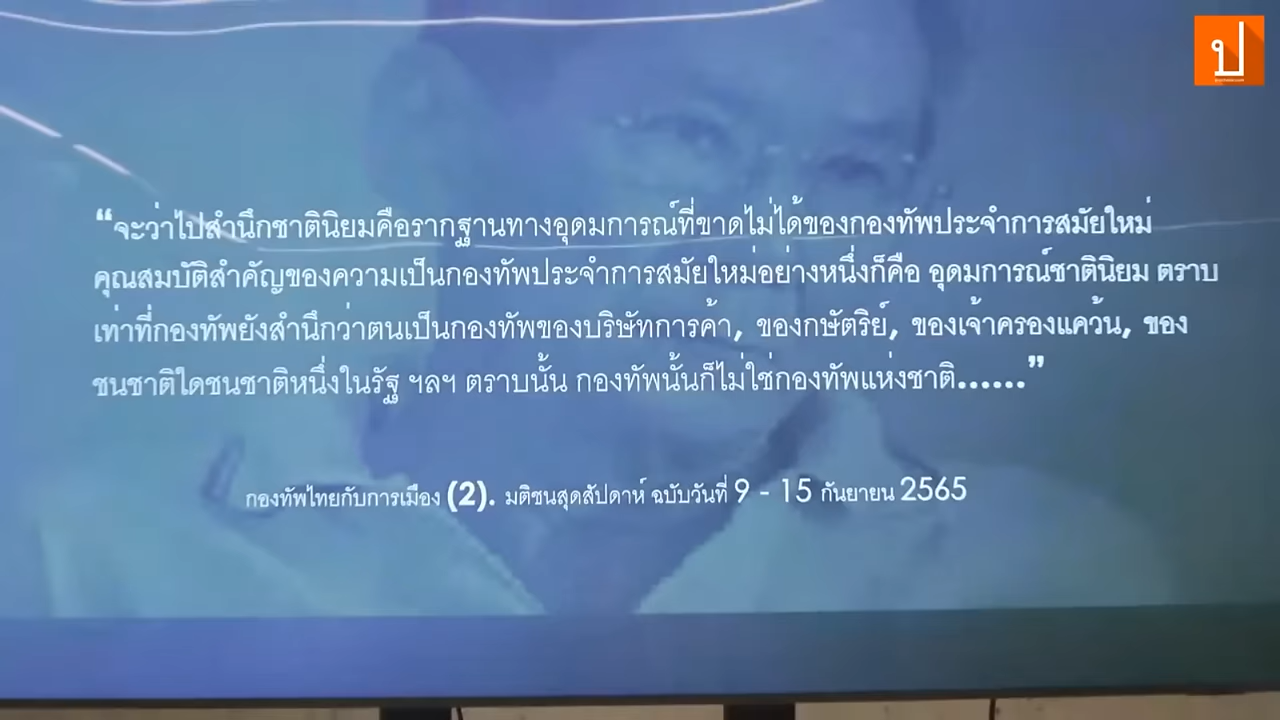 ป
“จะว่าไปสำนึกชาตินิยมคือรากฐานทางอุดมการณ์ที่ขาดไม่ได้ของกองทัพประจำการสมัยใหม่
คุณสมบัติสำคัญของความเป็นกองทัพประจำการสมัยใหม่อย่างหนึ่งก็คือ อุดมการณ์ชาตินิยม ตราบ
เท่าที่กองทัพยังสำนึกว่าตนเป็นกองทัพของบริษัทการค้า, ของกษัตริย์, ของเจ้าครองแคว้น, ของ
ชนชาติใดชนชาติหนึ่งในรัฐ ฯลฯ ตราบนั้น กองทัพนั้นก็ไม่ใช่กองทัพแห่งชาติ......”
กองทัพไทยกับการเมือง (2). มติชนสุดสัปดาห์ ฉบับวันที่ 9 - 15 กันยายน 2565